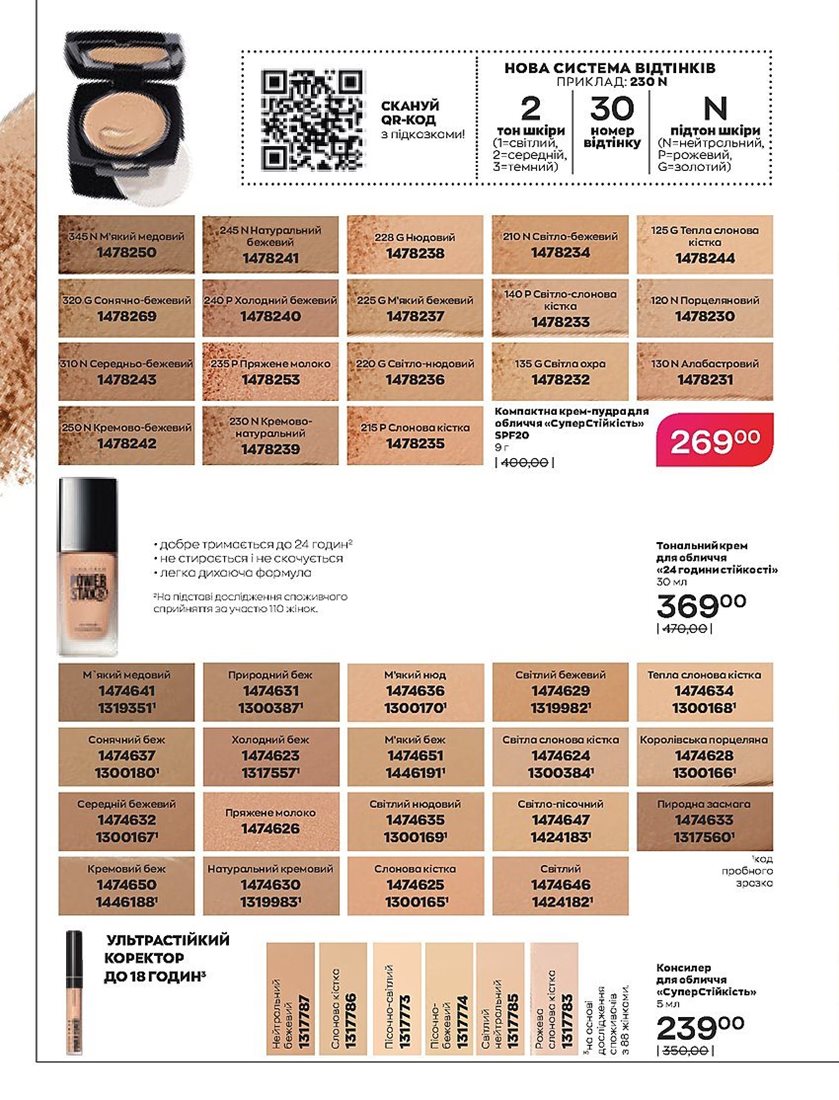 СКАНУЙ
QR-КОД
з підказками!
НОВА СИСТЕМА ВІДТІНКІВ
ПРИКЛАД: 230 N
2
тон шкіри
(1=світлий,
2=середній,
3=темний)
30
номер
відтінку
N
підтон шкіри
(N=нейтральний,
P=рожевий,
G=золотий)
345 N М'який медовий
1478250
245 N Натуральний
бежевий
1478241
228 G Нюдовий
1478238
210 N Світло-бежевий
1478234
125 G Тепла слонова
кістка
1478244
320 G Сонячно-бежевий
1478269
240 P Холодний бежевий
1478240
225 G М'який бежевий
1478237
140 P Світло-слонова
кістка
1478233
120 N Порцеляновий
1478230
310 N Середньо-бежевий
1478243
235 P Пряжене молоко
1478253
220 G Світло-нюдовий
1478236
135 G Світла охра
1478232
130 N Алабастровий
1478231
250 N Кремово-бежевий
1478242
230 N Кремово-
натуральний
1478239
215 P Слонова кістка
1478235
Компактна крем-пудра для
обличчя «СуперСтійкість»
SPF20
9 г
|400,00|
269⁰⁰
POWER
STAY
• добре тримається до 24 годин²
• не стирається і не скочується
• легка дихаюча формула
²На підставі дослідження споживчого
сприйняття за участю 110 жінок.
Тональний крем
для обличчя
«24 години стійкості»
30 мл
369⁰⁰
|470,00|
М`який медовий
1474641
1319351¹
Природний беж
1474631
1300387¹
М'який нюд
1474636
1300170¹
Світлий бежевий
1474629
1319982¹
Тепла слонова кістка
1474634
1300168¹
Сонячний беж
1474637
1300180¹
Холодний беж
1474623
1317557¹
М'який беж
1474651
1446191¹
Світла слонова кістка
1474624
1300384¹
Королівська порцеляна
1474628
1300166¹
Середній бежевий
1474632
1300167¹
Пряжене молоко
1474626
Світлий нюдовий
1474635
1300169¹
Світло-пісочний
1474647
1424183¹
Пиродна засмага
1474633
1317560¹
Кремовий беж
1474650
1446188¹
Натуральний кремовий
1474630
1319983¹
Слонова кістка
1474625
1300165¹
Світлий
1474646
1424182¹
¹код
пробного
зразка
УЛЬТРАСТІЙКИЙ
КОРЕКТОР
ДО 18 ГОДИН³
Нейтральний
бежевий
1317787
Слонова кістка
1317786
Пісочно-світлий
1317773
Пісочно-
бежевий
1317774
Світлий
нейтральний
1317785
Рожева
слонова кістка
1317783
³на основі
дослідження
споживачів
з 88 жінками.
Консилер
для обличчя
«СуперСтійкість»
5 мл
239⁰⁰
|350,00|